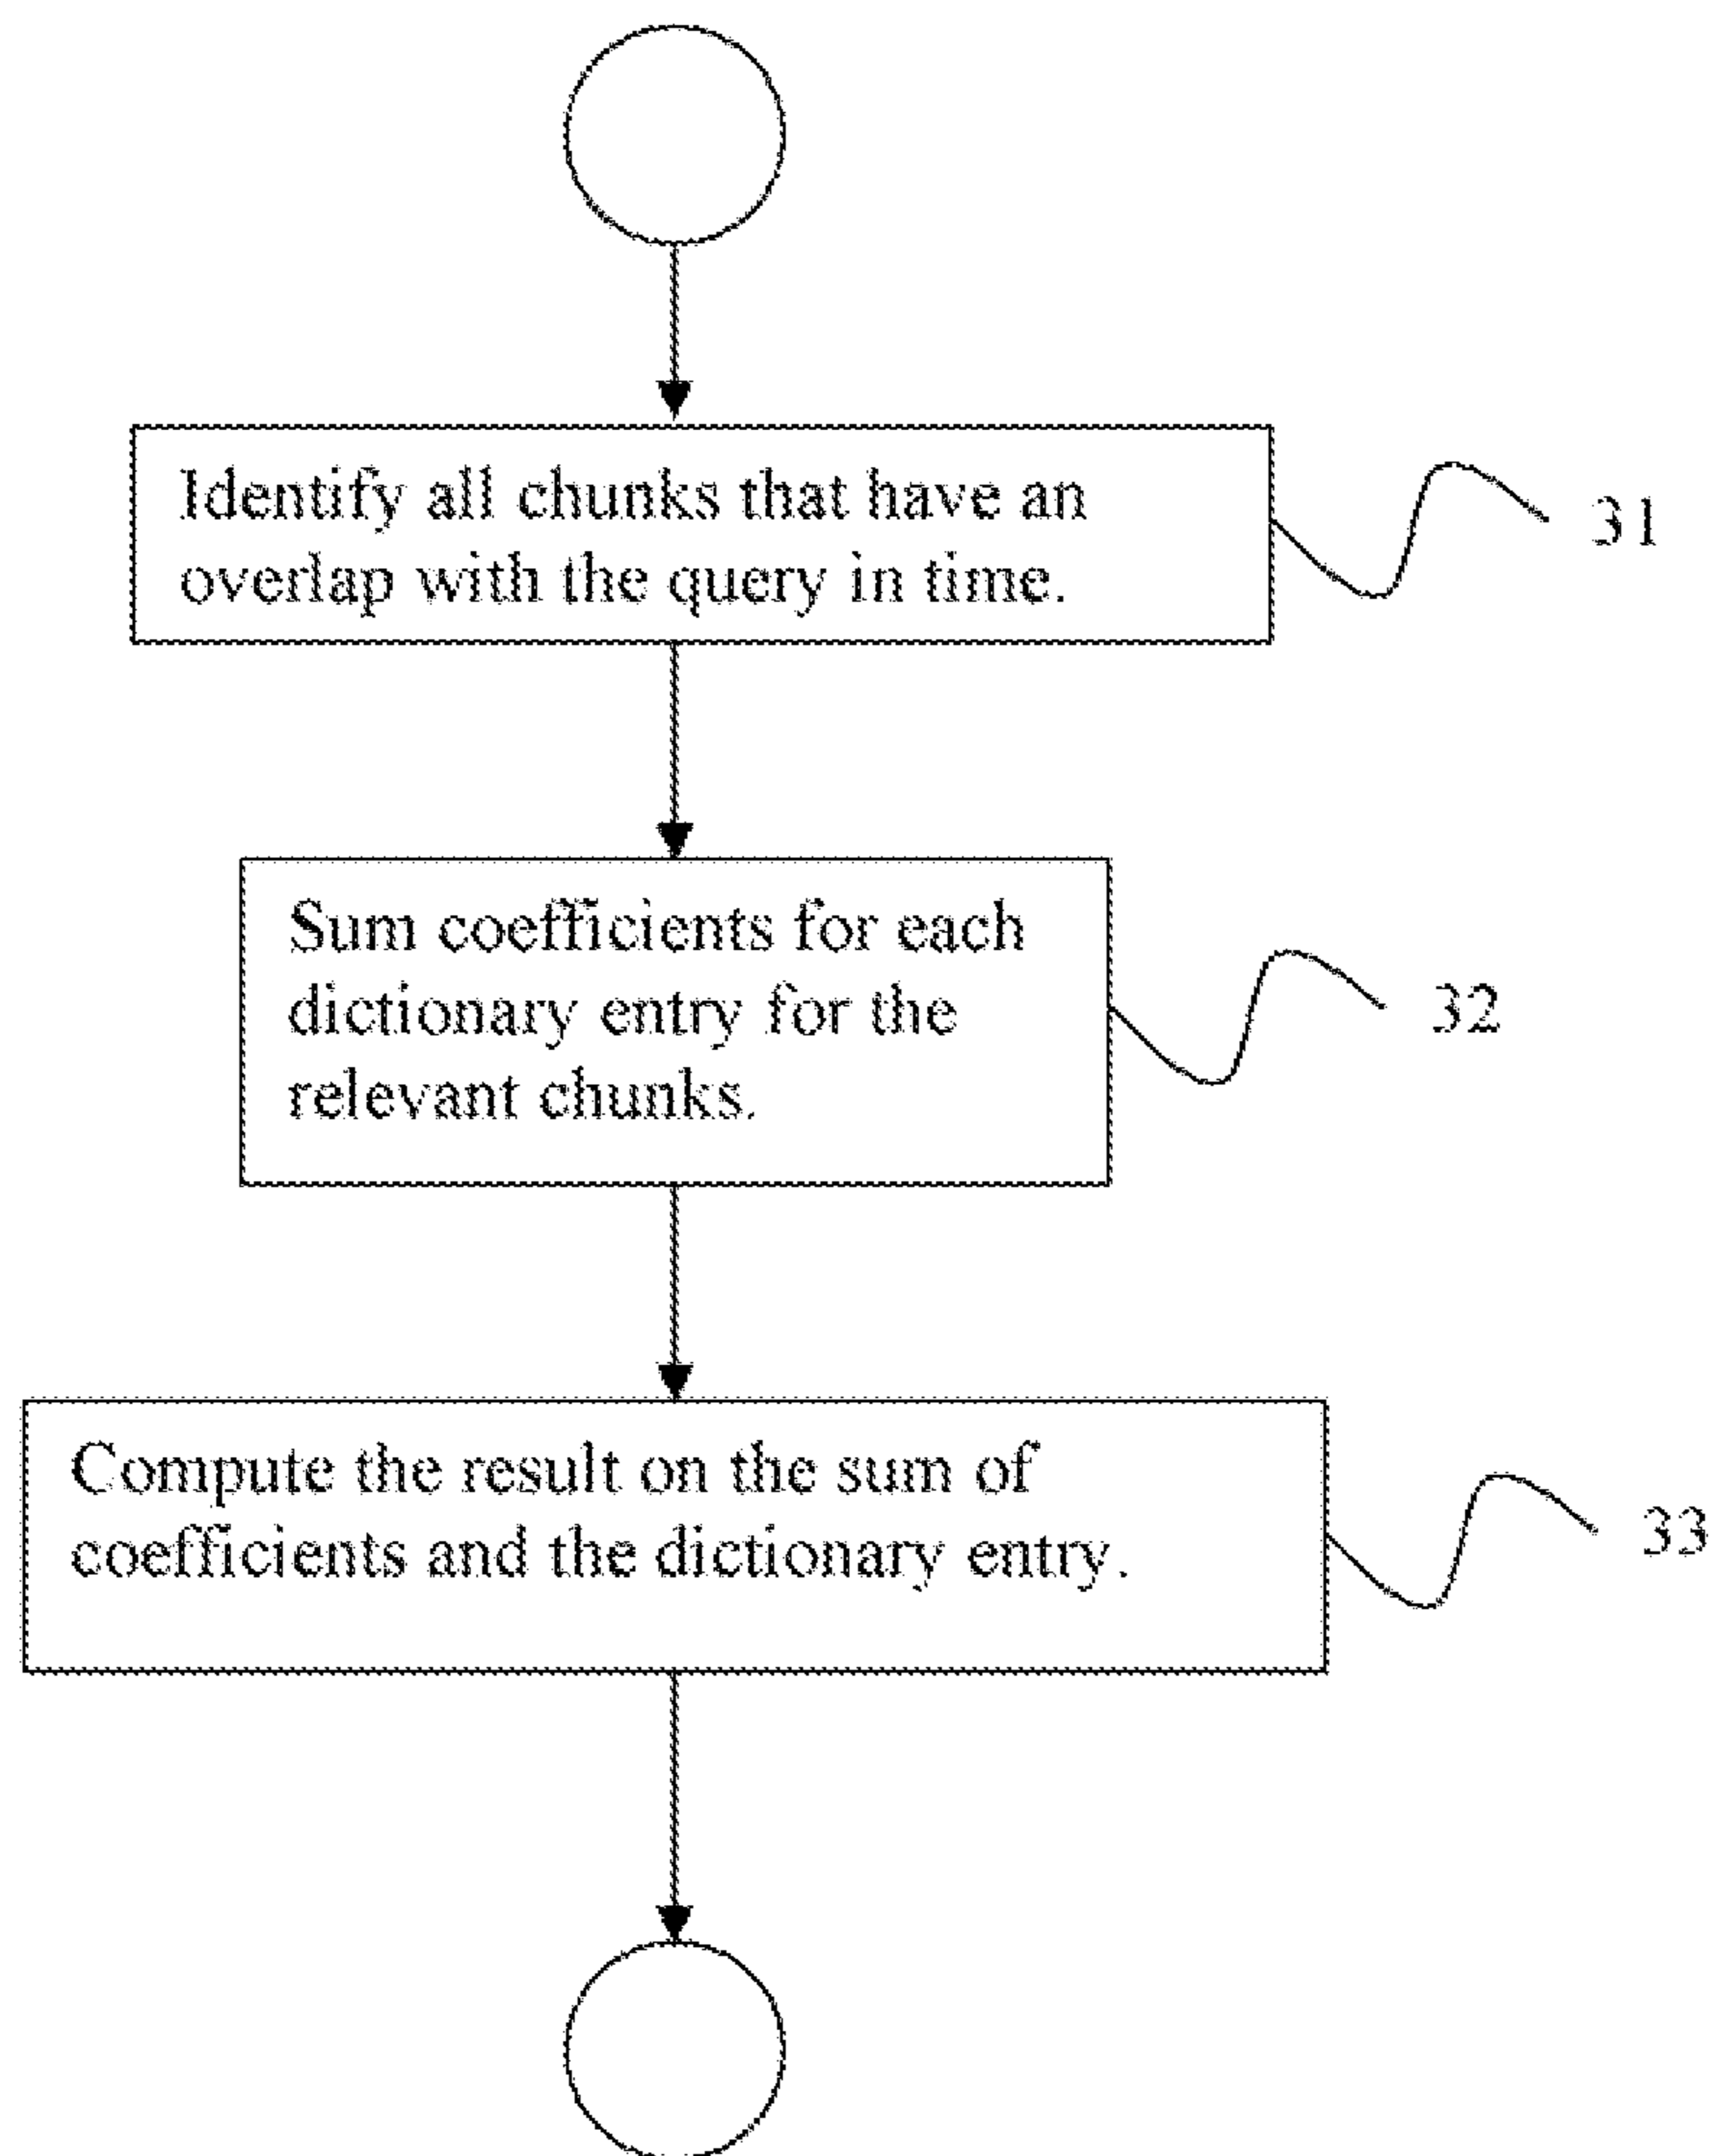 Identify all chunks that have an
overlap with the query in time.
31
Sum coefficients for each
dictionary entry for the
relevant chunks.
32
Compute the result on the sum of
coefficients and the dictionary entry.
33